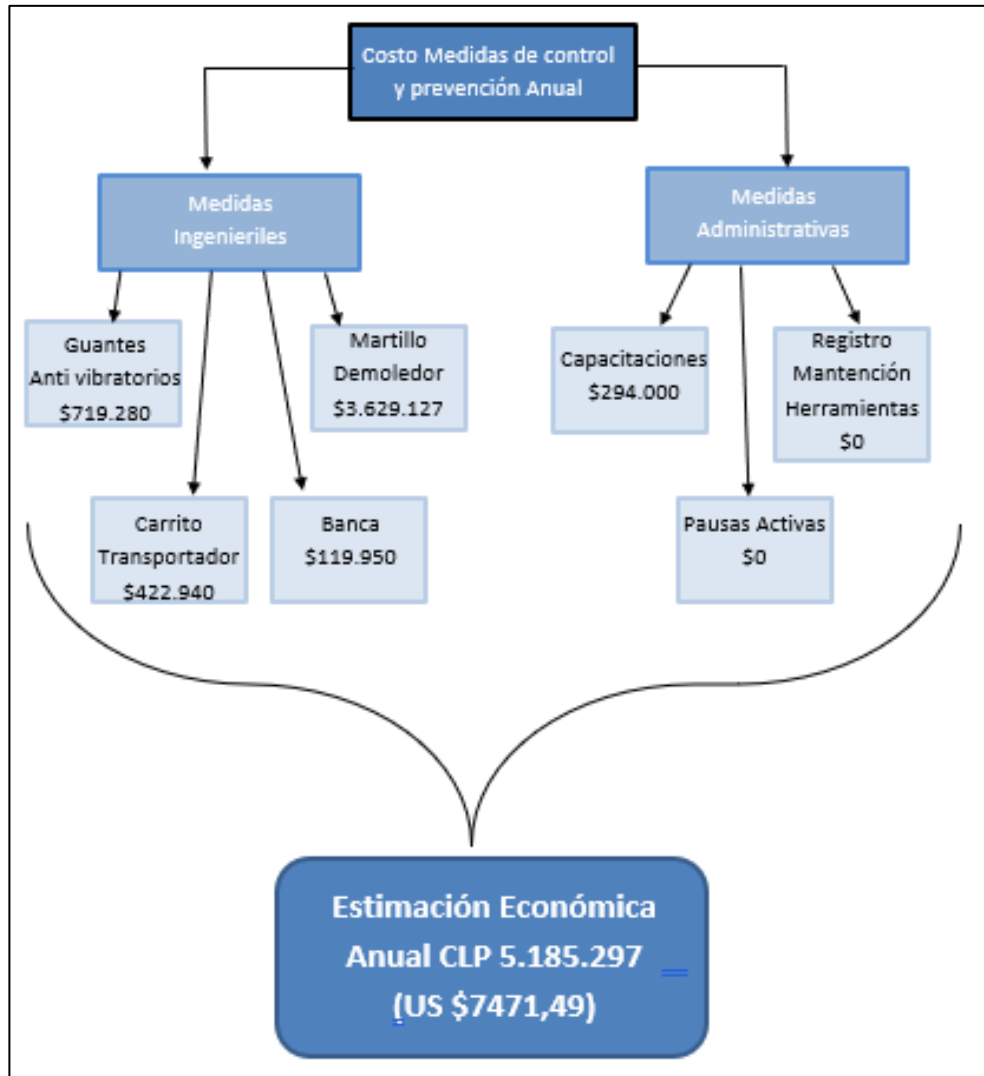 Costo Medidas de control
y prevención Anual
Medidas
Ingenieriles
Medidas
Administrativas
Guantes
Anti vibratorios
$719.280
Martillo
Demoledor
$3.629.127
Capacitaciones
$294.000
Registro
Mantención
Herramientas
$0
Carrito
Transportador
$422.940
Banca
$119.950
Pausas Activas
$0
Estimación Económica
Anual CLP 5.185.297
(US $7471,49)